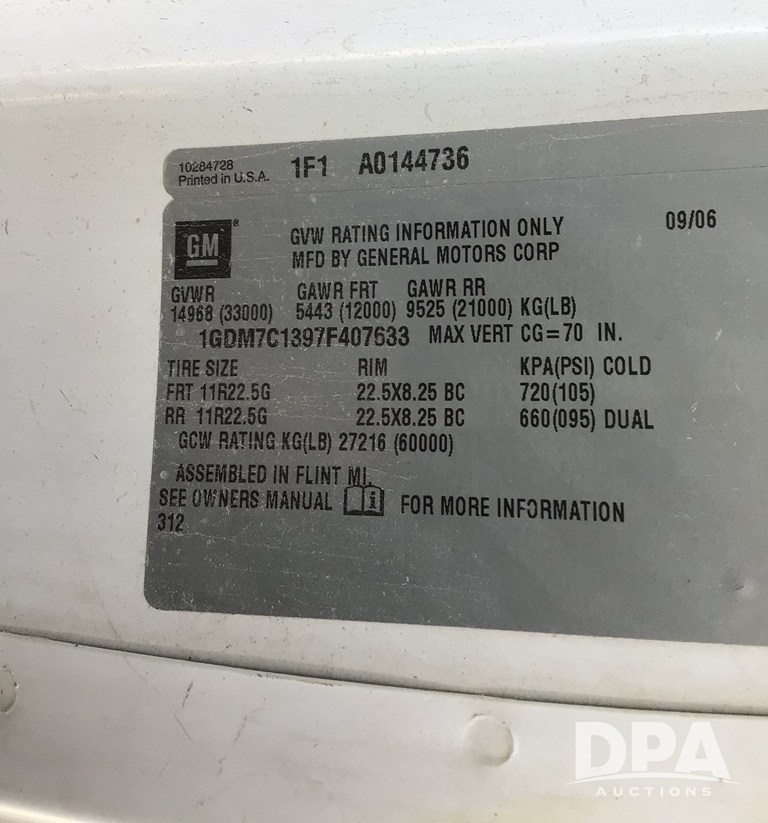 10284728 1F1 A0144736
Printed in U.S.A.
GM ® GVW RATING INFORMATION ONLY 09/06
MFD BY GENERAL MOTORS CORP
GVWR GAWR FRT GAWR RR
14968 (33000) 5443 (12000) 9525 (21000) KG(LB)
1GDM7C1397F407633 MAX VERT CG=70 IN.
TIRE SIZE RIM KPA(PSI) COLD
FRT 11R22.5G 22.5X8.25 BC 720(105)
RR 11R22.5G 22.5X8.25 BC 660(095) DUAL
GCW RATING KG(LB) 27216 (60000)
ASSEMBLED IN FLINT MI.
SEE OWNERS MANUAL i FOR MORE INFORMATION
312
DPA
AUCTIONS